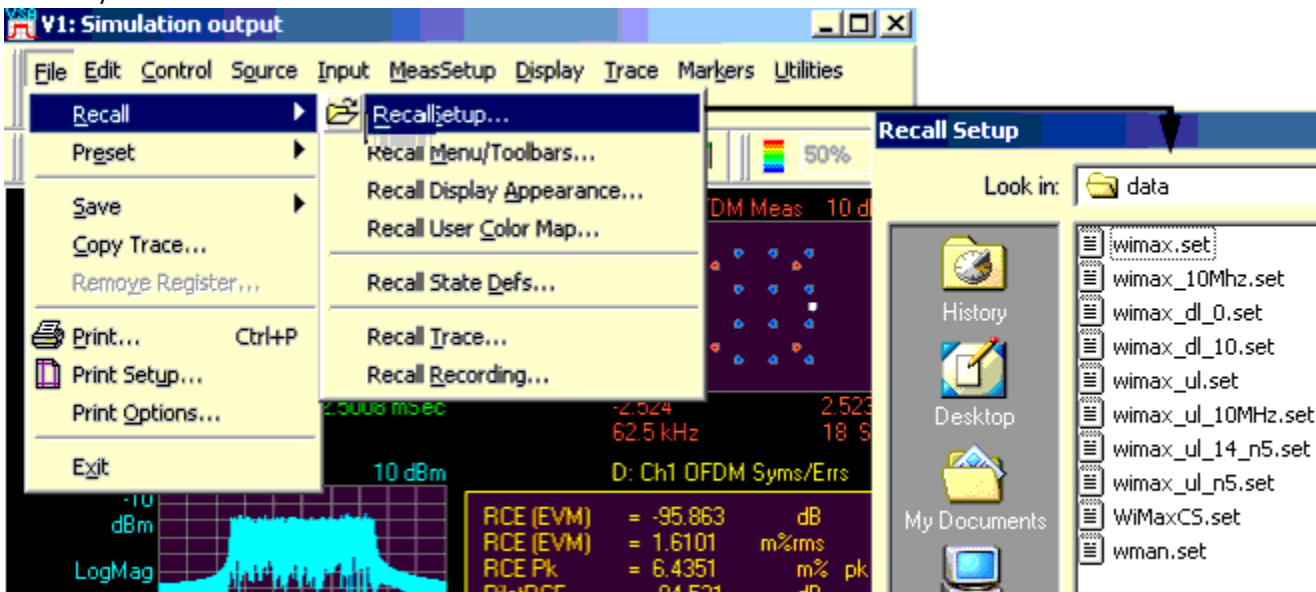 V1: Simulation output
File Edit Control Source Input MeasSetup Display Trace Markers Utilities
Recall
Preset
Save
Copy Trace...
Remove Register...
Print... Ctrl+P
Print Setup...
Print Options...
Exit
Recall Setup...
Recall Menu/Toolbars...
Recall Display Appearance...
Recall User Color Map...
Recall State Defs...
Recall Trace...
Recall Recording...
50%
Meas 10
2.5008 mSec
-2.524 2.523
62.5 kHz 18
10 dBm
D: Ch1 OFDM Syms/Errs
-10
dBm
LogMag
RCE (EVM) = -95.863 dB
RCE (EVM) = 1.6101 m%rms
RCE Pk = 6.4351 m% pk
Recall Setup
Look in: data
History
Desktop
My Documents
wimax.set
wimax_10Mhz.set
wimax_dl_0.set
wimax_dl_10.set
wimax_ul.set
wimax_ul_10MHz.set
wimax_ul_14_n5.set
wimax_ul_n5.set
WiMaxCS.set
wman.set